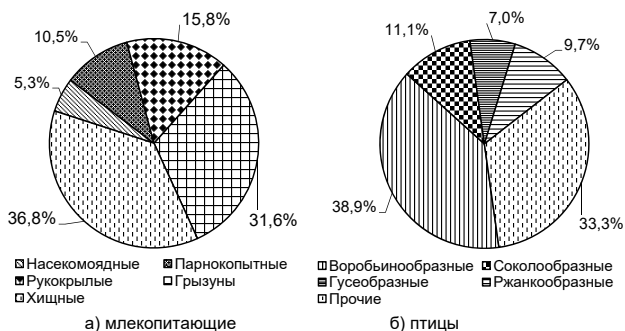 15,8%
10,5%
5,3%
36,8%
31,6%
Насекомоядные Парнокопытные
Рукокрылые Грызуны
Хищные
а) млекопитающие
7,0%
11,1%
9,7%
38,9%
33,3%
Воробьинообразные Соколообразные
Гусеобразные Ржанкообразные
Прочие
б) птицы